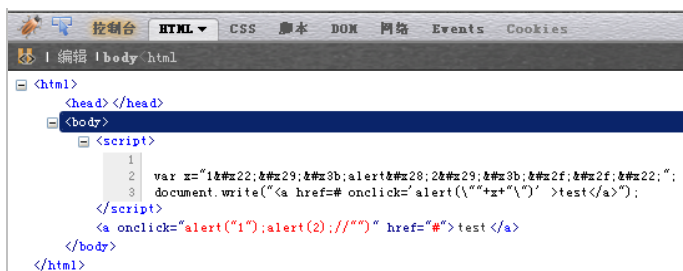 控制台 HTML CSS 脚本 DOM 网络 Events Cookies
编辑 body < html
<html>
<head></head>
<body>
<script>
1
2 var x="1&#x22;&#x29;&#x3b;alert&#x28;2&#x29;&#x3b;&#x2f;&#x2f;&#x22;";
3 document.write("<a href=# onclick='alert(\""+x+"\")' >test</a>");
</script>
<a onclick="alert("1");alert(2);//"")" href="#">test</a>
</body>
</html>